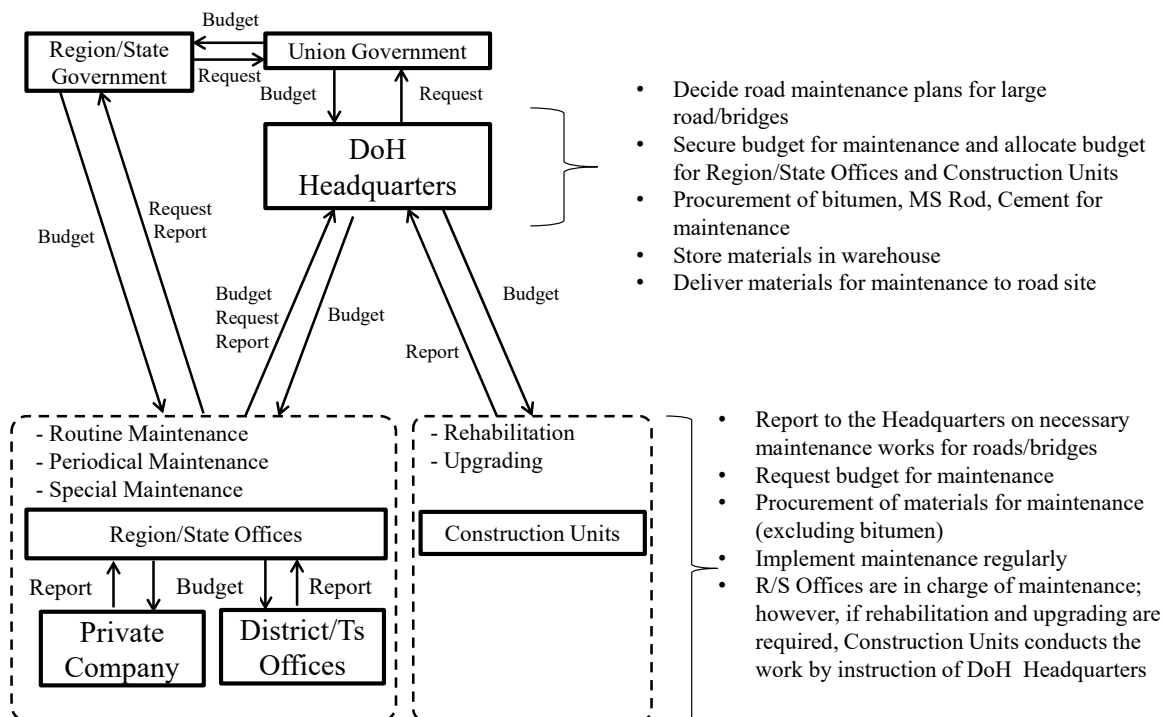 Budget
Region/State
Government
Union Government
Request
Budget
Request
DoH
Headquarters
• Decide road maintenance plans for large
road/bridges
• Secure budget for maintenance and allocate budget
for Region/State Offices and Construction Units
• Procurement of bitumen, MS Rod, Cement for
maintenance
• Store materials in warehouse
• Deliver materials for maintenance to road site
Budget
Request
Report
Budget
Request
Report
Budget
Report
Budget
- Routine Maintenance
- Periodical Maintenance
- Special Maintenance
Region/State Offices
Report
Budget
Report
Private
Company
District/Ts
Offices
- Rehabilitation
- Upgrading
Construction Units
• Report to the Headquarters on necessary
maintenance works for roads/bridges
• Request budget for maintenance
• Procurement of materials for maintenance
(excluding bitumen)
• Implement maintenance regularly
• R/S Offices are in charge of maintenance;
however, if rehabilitation and upgrading are
required, Construction Units conducts the
work by instruction of DoH Headquarters